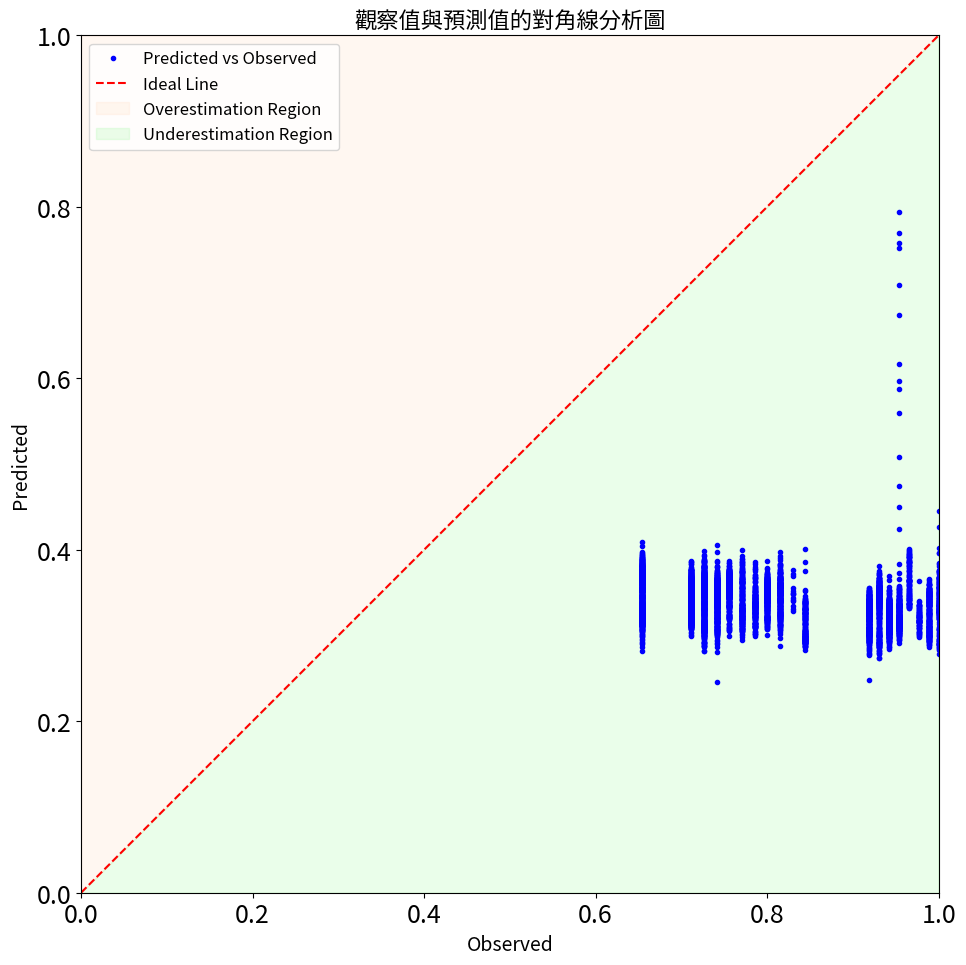 觀察值與預測值的對角線分析圖
Predicted vs Observed
Ideal Line
Overestimation Region
Underestimation Region
1.0
0.8
0.6
0.4
0.2
0.0
Predicted
0.0 0.2 0.4 0.6 0.8 1.0
Observed